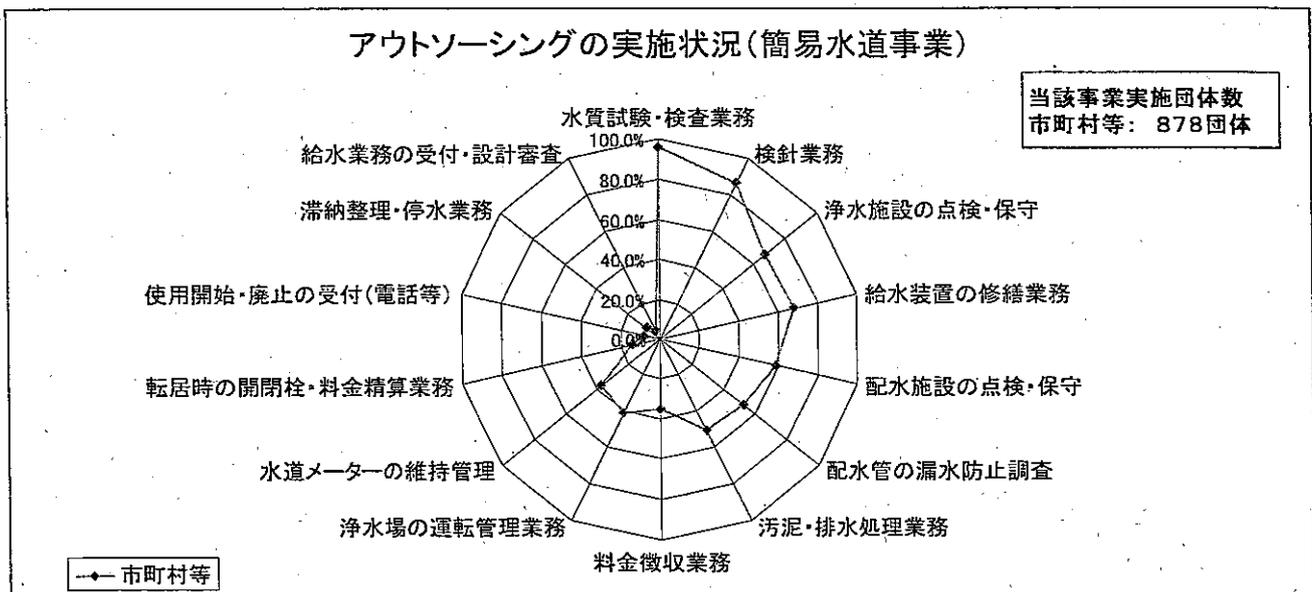 アウトソーシングの実施状況(簡易水道事業)
当該事業実施団体数
市町村等: 878団体
水質試験・検査業務
検針業務
浄水施設の点検・保守
給水装置の修繕業務
配水施設の点検・保守
配水管の漏水防止調査
汚泥・排水処理業務
料金徴収業務
浄水場の運転管理業務
水道メーターの維持管理
転居時の開閉栓・料金精算業務
使用開始・廃止の受付(電話等)
滞納整理・停水業務
給水業務の受付・設計審査
100.0%
80.0%
60.0%
40.0%
20.0%
0.0%
市町村等